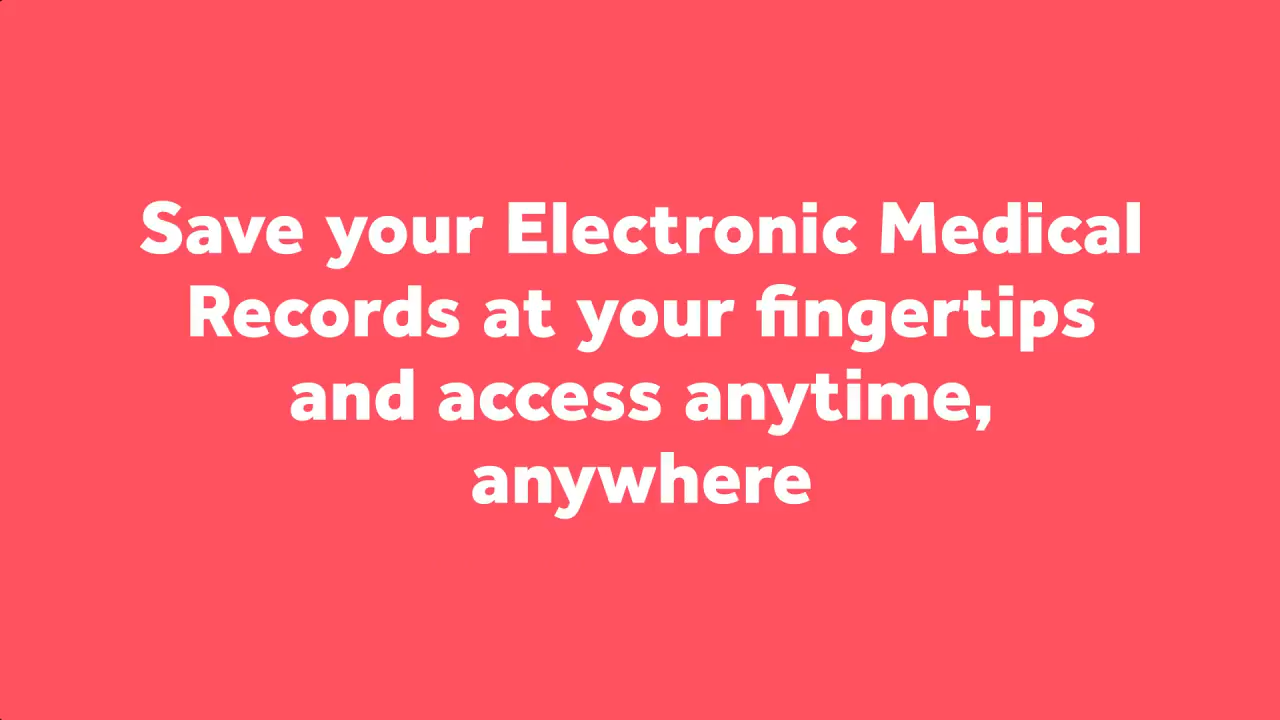 Save your Electronic Medical
Records at your fingertips
and access anytime,
anywhere